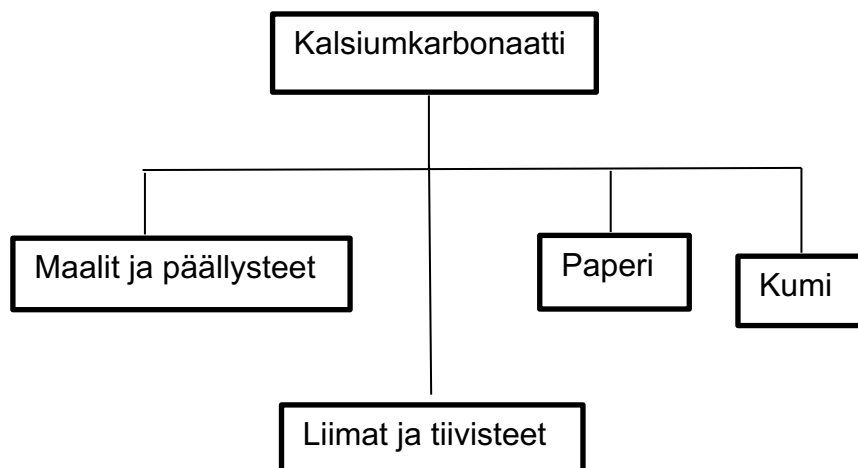 Kalsiumkarbonaatti
Maalit ja päällysteet
Paperi
Kumi
Liimat ja tiivisteet